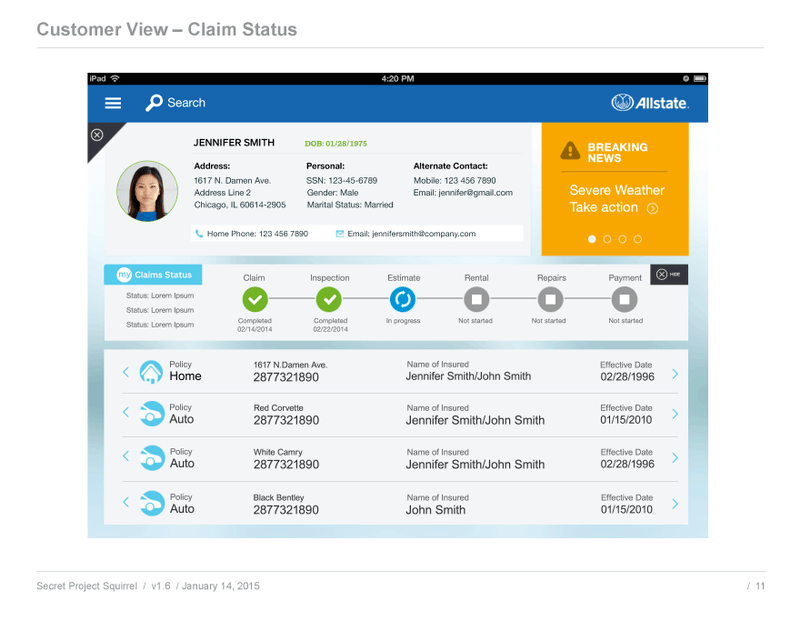 Customer View – Claim Status
iPad
4:20 PM
Search
Allstate.
JENNIFER SMITH
DOB: 01/28/1975
Address:
1617 N. Damen Ave.
Address Line 2
Chicago, IL 60614-2905
Personal:
SSN: 123-45-6789
Gender: Male
Marital Status: Married
Alternate Contact:
Mobile: 123 456 7890
Email: jennifer@gmail.com
Home Phone: 123 456 7890
Email: jennifersmith@company.com
BREAKING
NEWS
Severe Weather
Take action
my Claims Status
Status: Lorem Ipsum
Status: Lorem Ipsum
Status: Lorem Ipsum
Claim
Completed
02/14/2014
Inspection
Completed
02/22/2014
Estimate
In progress
Rental
Not started
Repairs
Not started
Payment
Not started
HIDE
Policy
Home
1617 N.Damen Ave.
2877321890
Name of Insured
Jennifer Smith/John Smith
Effective Date
02/28/1996
Policy
Auto
Red Corvette
2877321890
Name of Insured
Jennifer Smith/John Smith
Effective Date
01/15/2010
Policy
Auto
White Camry
2877321890
Name of Insured
Jennifer Smith/John Smith
Effective Date
02/28/1996
Policy
Auto
Black Bentley
2877321890
Name of Insured
John Smith
Effective Date
01/15/2010
Secret Project Squirrel / v1.6 / January 14, 2015
/ 11